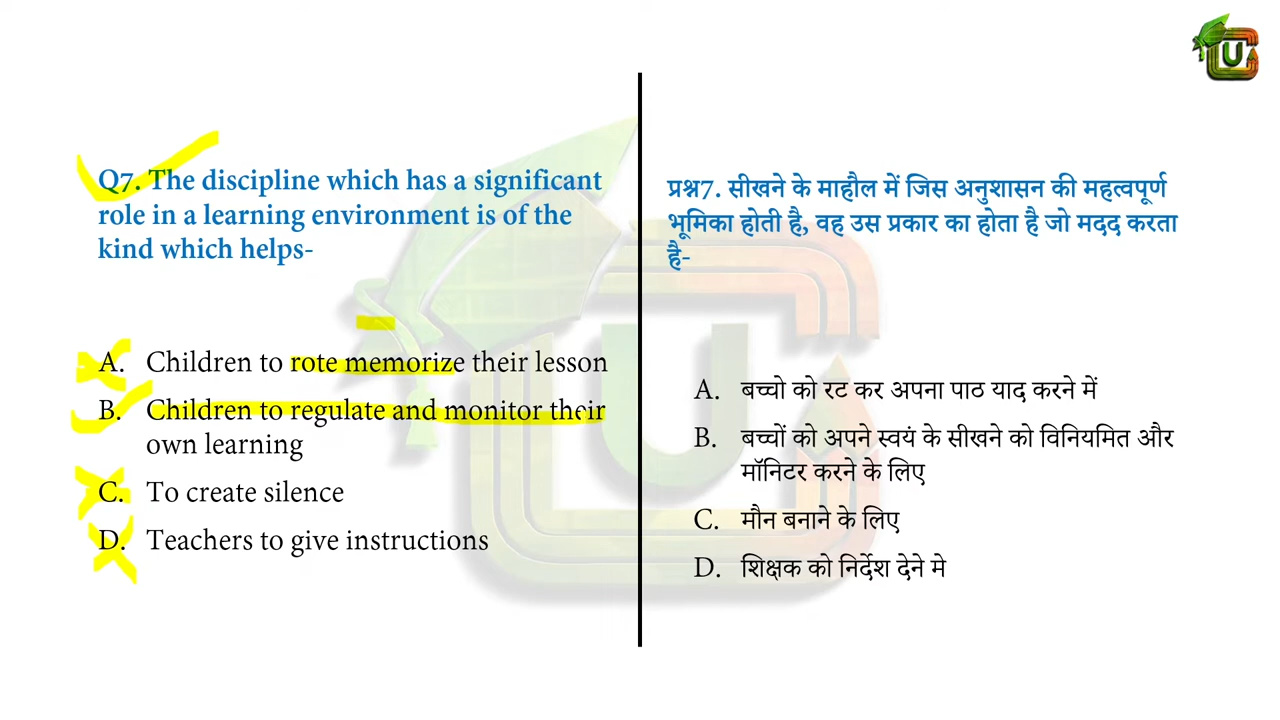 Q7. The discipline which has a significant
role in a learning environment is of the
kind which helps-
A. Children to rote memorize their lesson
B. Children to regulate and monitor their
own learning
C. To create silence
D. Teachers to give instructions
प्रश्न7. सीखने के माहौल में जिस अनुशासन की महत्वपूर्ण
भूमिका होती है, वह उस प्रकार का होता है जो मदद करता
है-
A. बच्चो को रट कर अपना पाठ याद करने में
B. बच्चों को अपने स्वयं के सीखने को विनियमित और
मॉनिटर करने के लिए
C. मौन बनाने के लिए
D. शिक्षक को निर्देश देने मे
U